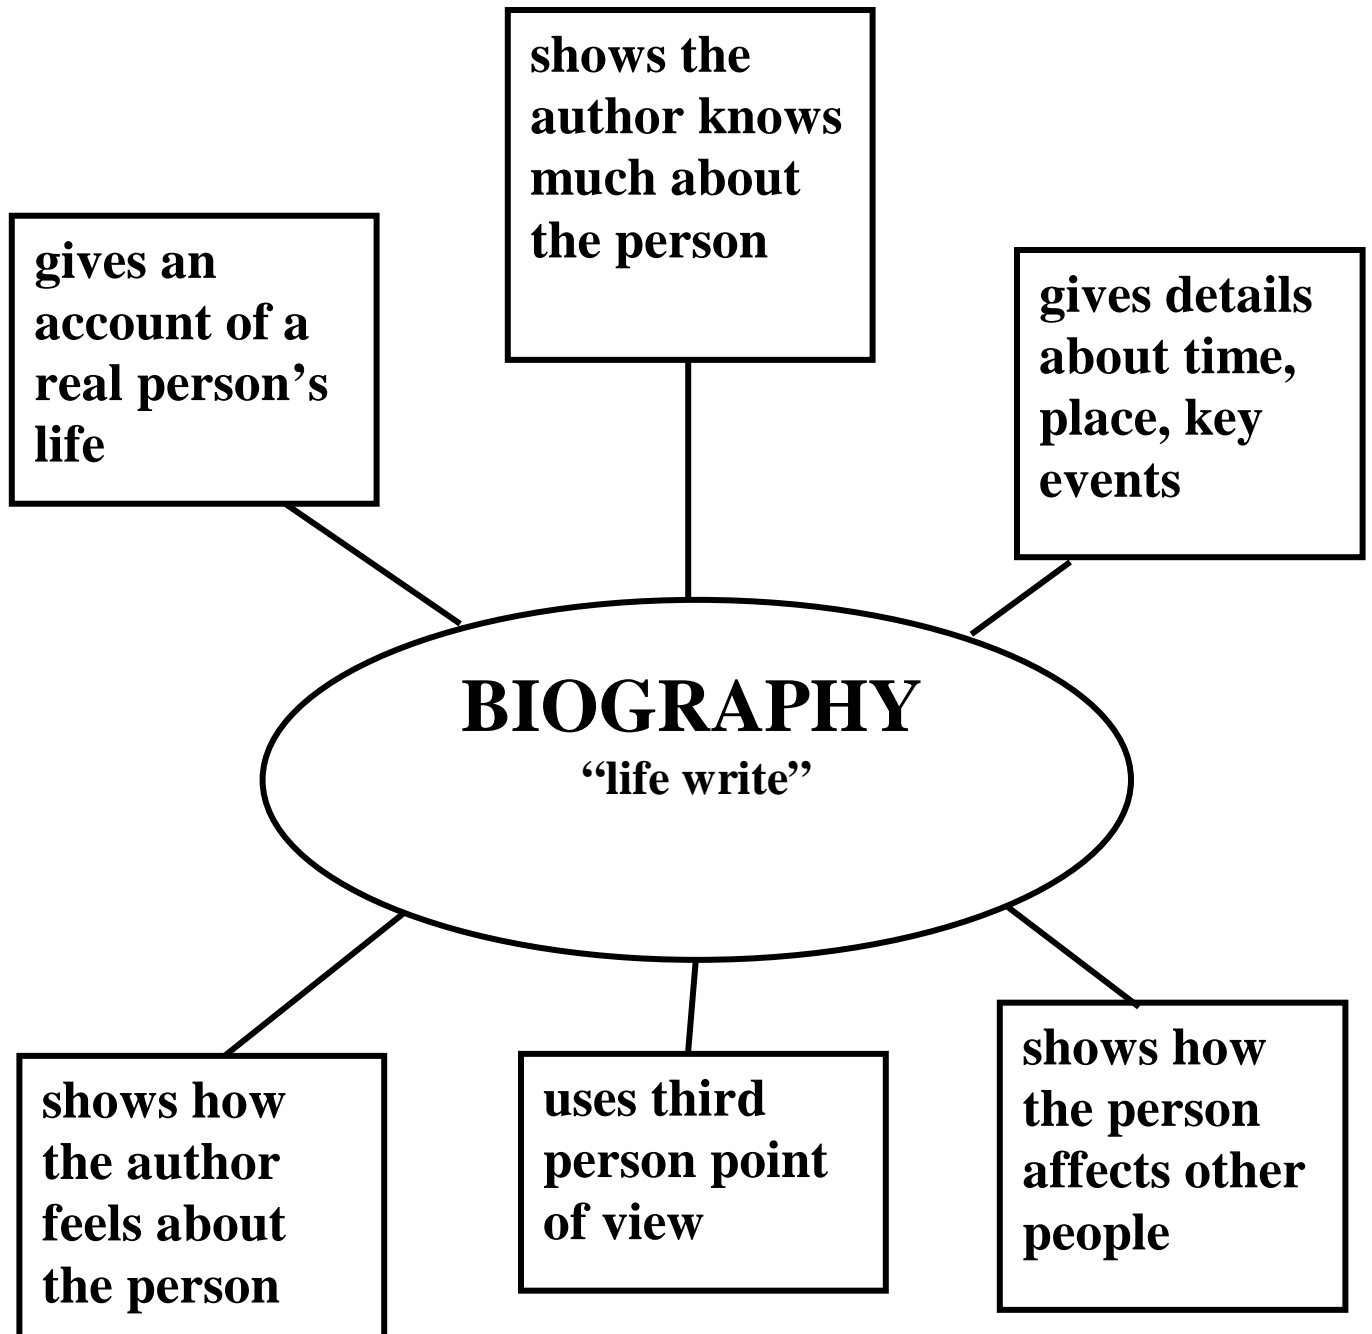 shows the
author knows
much about
the person
gives an
account of a
real person’s
life
gives details
about time,
place, key
events
BIOGRAPHY
“life write”
shows how
the author
feels about
the person
uses third
person point
of view
shows how
the person
affects other
people